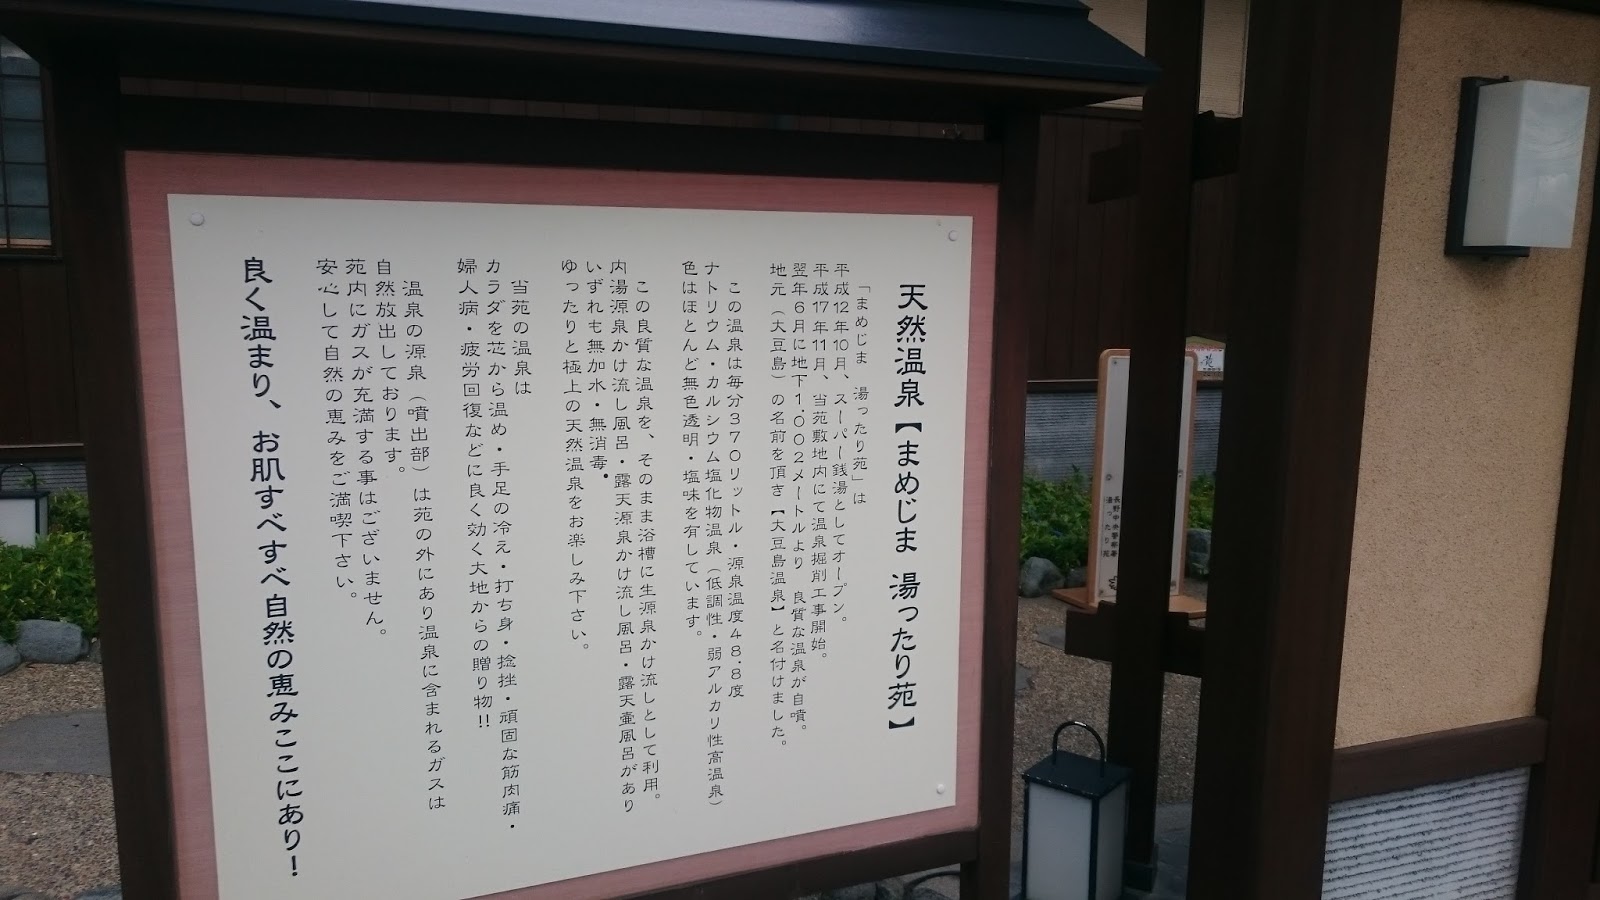 天然温泉【まめじま 湯ったり苑】
「まめじま 湯ったり苑」は
平成12年10月、スーパー銭湯としてオープン。
平成17年11月、当苑敷地内にて温泉掘削工事開始。
翌年6月に地下1.002メートルより 良質な温泉が自噴。
地元（大豆島）の名前を頂き【大豆島温泉】と名付けました。
この温泉は毎分370リットル・源泉温度48.8度
ナトリウム・カルシウム塩化物温泉（低調性・弱アルカリ性高温泉）
色はほとんど無色透明・塩味を有しています。
この良質な温泉を、そのまま浴槽に生源泉かけ流しとして利用。
内湯源泉かけ流し風呂・露天源泉かけ流し風呂・露天壷風呂があり
いずれも無加水・無消毒・
ゆったりと極上の天然温泉をお楽しみ下さい。
当苑の温泉は
カラダを芯から温め・手足の冷え・打ち身・捻挫・頑固な筋肉痛・
婦人病・疲労回復などに良く効く大地からの贈り物!!
温泉の源泉（噴出部）は苑の外にあり温泉に含まれるガスは
自然放出しております。
苑内にガスが充満する事はございません。
安心して自然の恵みをご満喫下さい。
良く温まり、お肌すべすべ自然の恵みここにあり！
長野中央警察署
湯ったり苑